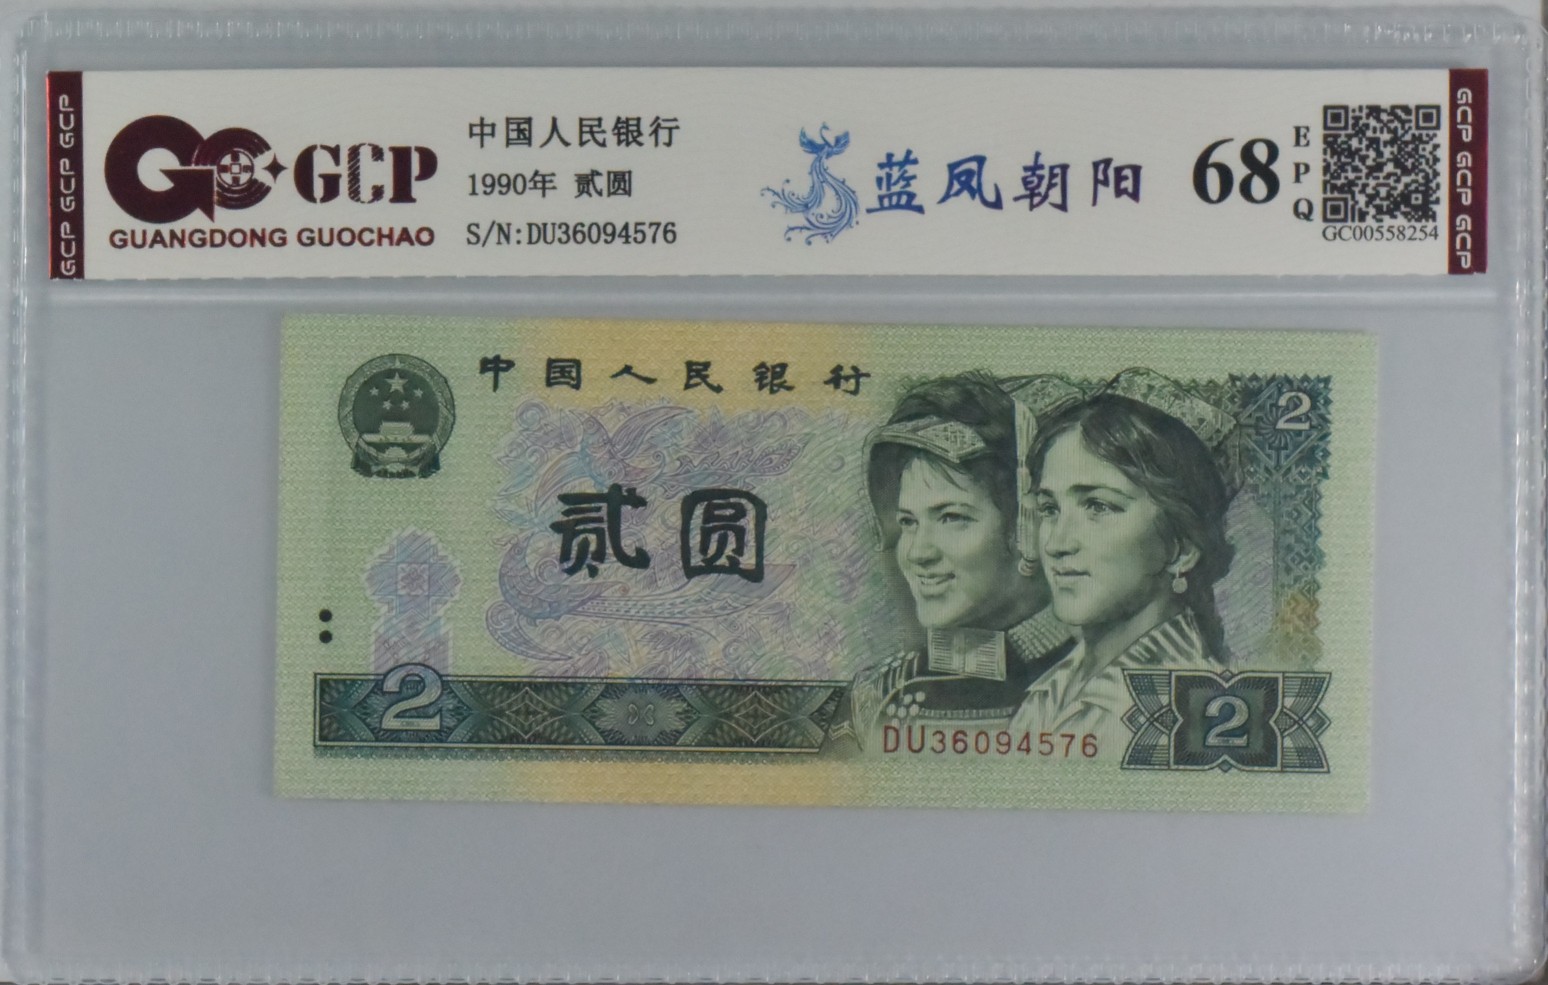 GCP GCP GCP
GCP
GUANGDONG GUOCHAO
中国人民银行
1990年 贰圆
S/N:DU36094576
蓝凤朝阳
68
EPQ
GC00558254
GCP GCP GCP
中国人民银行
2
贰圆
2
DU36094576
2